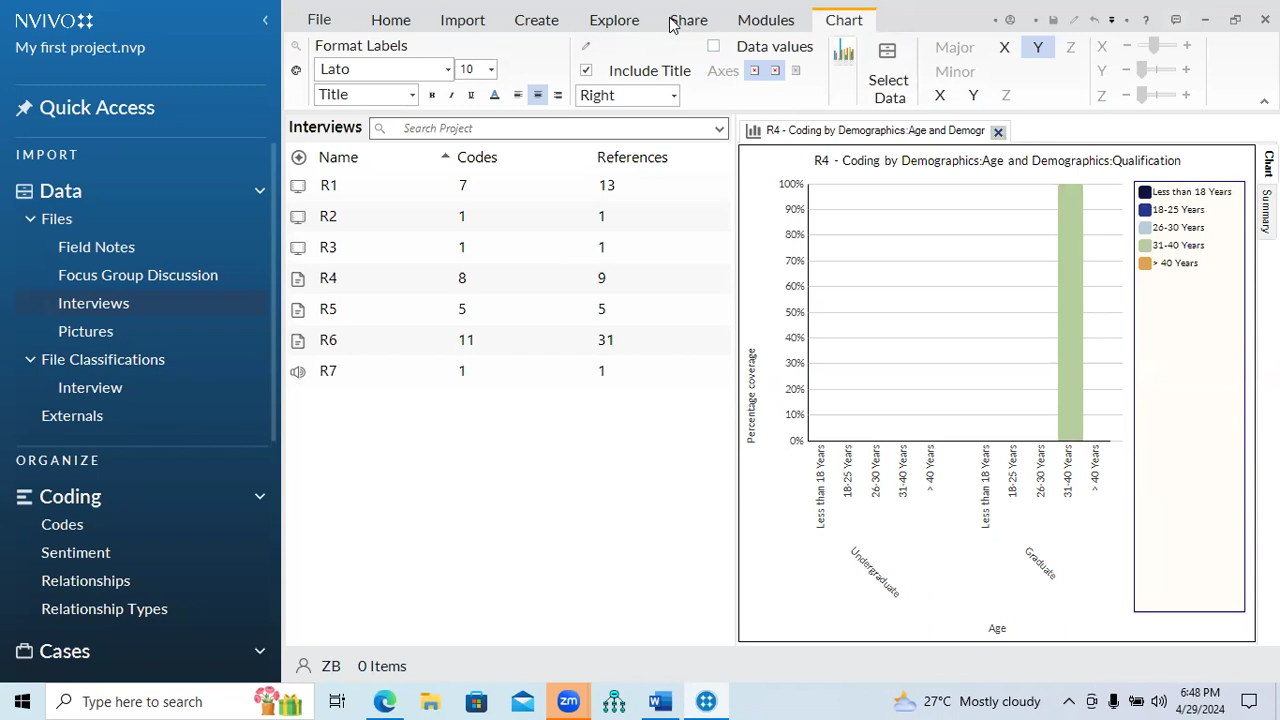 NVIVO
File Home Import Create Explore Share Modules Chart
My first project.nvp
Format Labels
Data values
Major X Y Z
X
Lato 10
Include Title Axes
Select Data
Minor
Y
Title
B I U A
Right
X Y Z
Z
Quick Access
IMPORT
Data
Files
Field Notes
Focus Group Discussion
Interviews
Pictures
File Classifications
Interview
Externals
ORGANIZE
Coding
Codes
Sentiment
Relationships
Relationship Types
Cases
Interviews Search Project
Name Codes References
R1 7 13
R2 1 1
R3 1 1
R4 8 9
R5 5 5
R6 11 31
R7 1 1
R4 - Coding by Demographics:Age and Demogr
R4 - Coding by Demographics:Age and Demographics:Qualification
100%
90%
80%
70%
60%
50%
40%
30%
20%
10%
0%
Percentage coverage
Less than 18 Years
18-25 Years
26-30 Years
31-40 Years
> 40 Years
Less than 18 Years
18-25 Years
26-30 Years
31-40 Years
> 40 Years
Undergraduate
Graduate
Age
Less than 18 Years
18-25 Years
26-30 Years
31-40 Years
> 40 Years
Chart
Summary
ZB 0 Items
Type here to search
zm
27°C Mostly cloudy
6:48 PM
4/29/2024